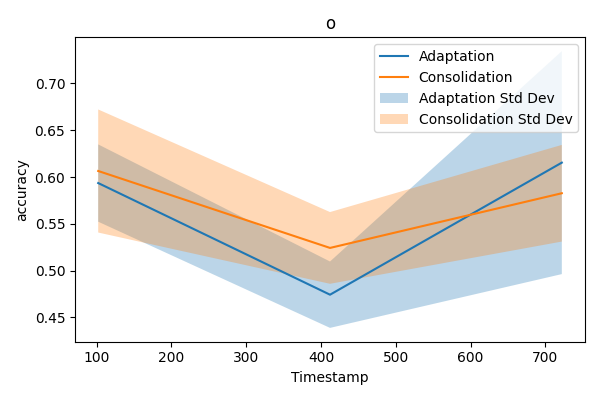 o
Adaptation
Consolidation
Adaptation Std Dev
Consolidation Std Dev
accuracy
0.70
0.65
0.60
0.55
0.50
0.45
100
200
300
400
500
600
700
Timestamp